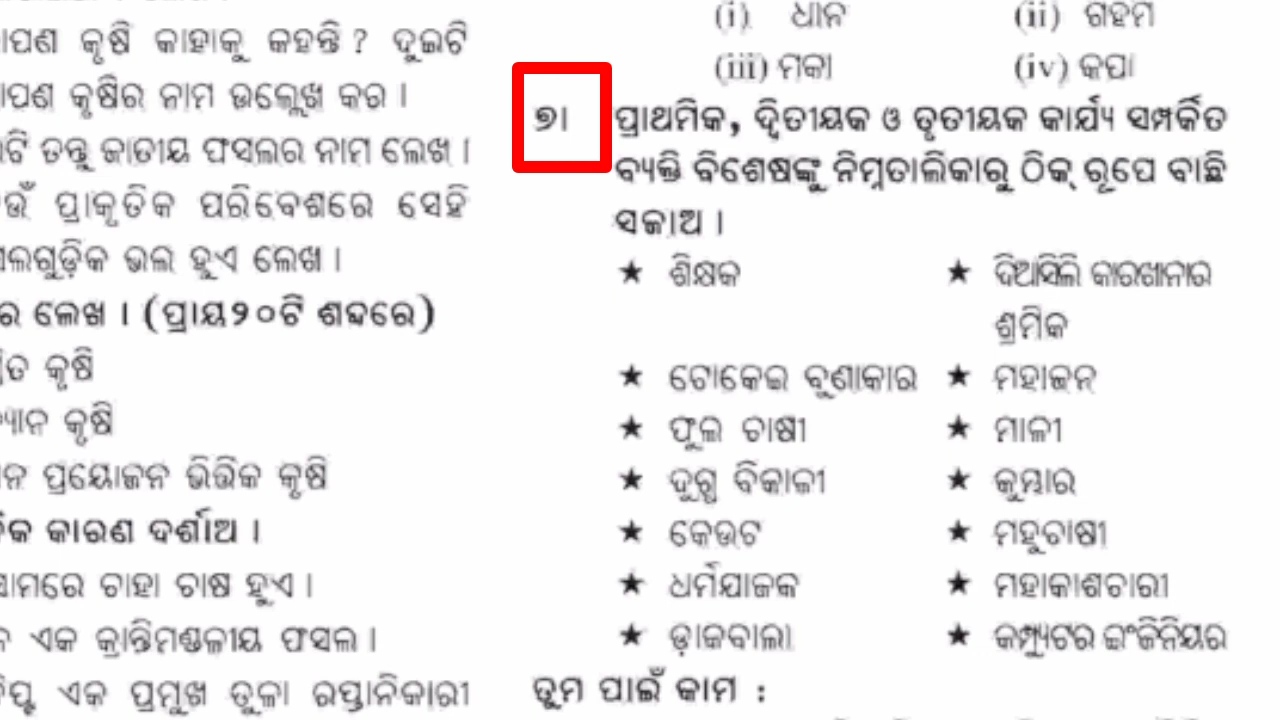 କୃଷି କାହାକୁ କହନ୍ତି ? ଦୁଇଟି
କୃଷିର ନାମ ଉଲ୍ଲେଖ କର ।
ତନ୍ତୁ ଜାତୀୟ ଫସଲର ନାମ ଲେଖ ।
ପ୍ରାକୃତିକ ପରିବେଶରେ ସେହି
ଭଲ ହୁଏ ଲେଖ ।
ଲେଖ । (ପ୍ରାୟ୨୦ଟି ଶବ୍ଦରେ)
କୃଷି
କୃଷି
ପ୍ରୟୋଜନ ଭିତ୍ତିକ କୃଷି
କାରଣ ଦର୍ଶାଅ ।
ଚାହା ଚାଷ ହୁଏ ।
ଏକ କ୍ରାନ୍ତିମଣ୍ଡଳୀୟ ଫସଲ ।
ଏକ ପ୍ରମୁଖ ତୁଳା ରପ୍ତାନିକାରୀ
(i) ଧାନ (ii) ଗହମ
(iii) ମକା (iv) କପା
୭। ପ୍ରାଥମିକ, ଦ୍ୱିତୀୟକ ଓ ତୃତୀୟକ କାର୍ଯ୍ୟ ସମ୍ପର୍କିତ
ବ୍ୟକ୍ତି ବିଶେଷଙ୍କୁ ନିମ୍ନତାଲିକାରୁ ଠିକ୍ ରୂପେ ବାଛି
ସଜାଅ ।
★ ଶିକ୍ଷକ ★ ଦିଆସିଲି କାରଖାନାର
ଶ୍ରମିକ
★ ଟୋକେଇ ବୁଣାକାର ★ ମହାଜନ
★ ଫୁଲ ଚାଷୀ ★ ମାଳୀ
★ ଦୁଗ୍ଧ ବିକାଳୀ ★ କୁମ୍ଭାର
★ କେଉଟ ★ ମହୁଚାଷୀ
★ ଧର୍ମଯାଜକ ★ ମହାକାଶଚାରୀ
★ ଡ଼ାକବାଲା ★ କମ୍ପ୍ୟୁଟର ଇଂଜିନିୟର
ତୁମ ପାଇଁ କାମ :